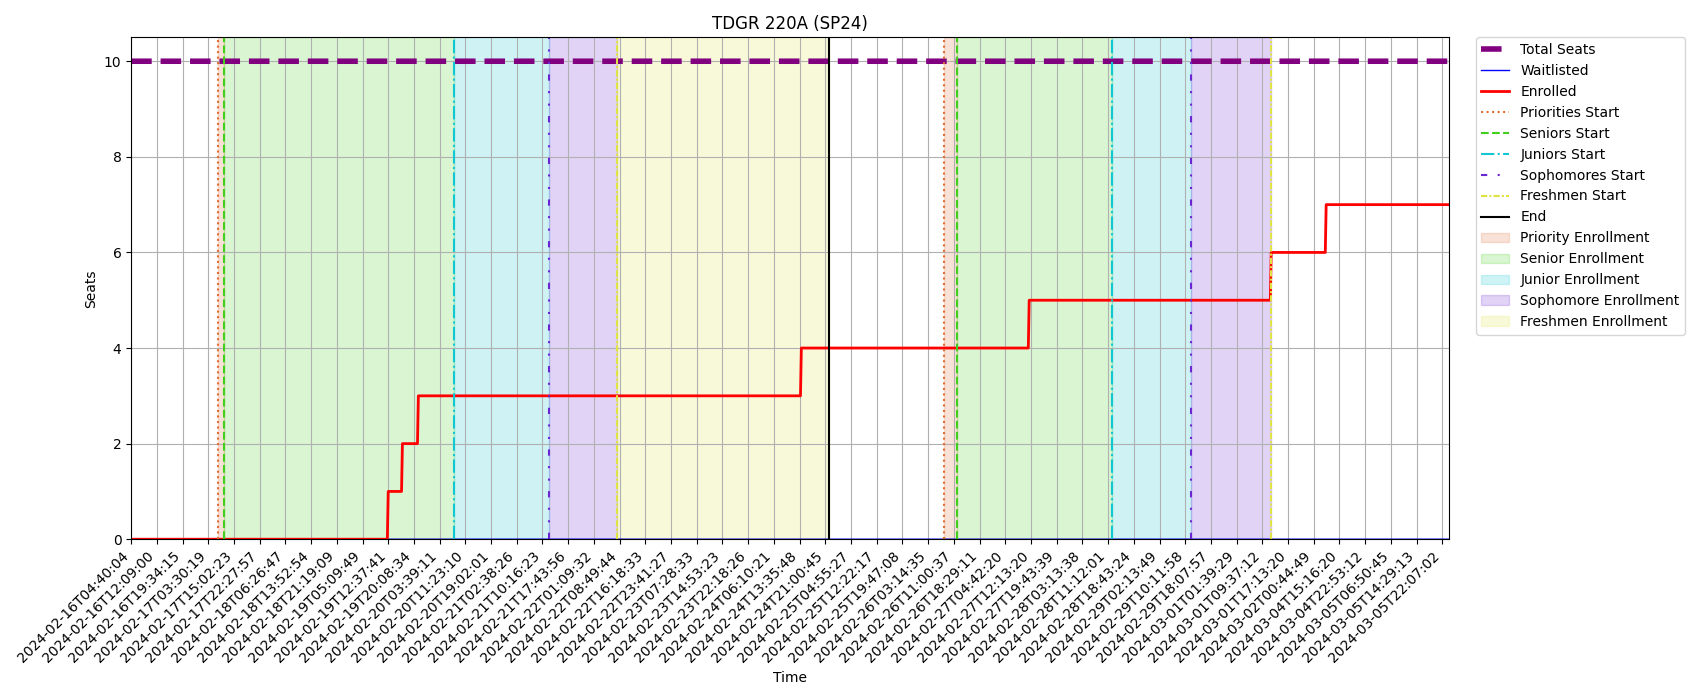 TDGR 220A (SP24)
Seats
10
8
6
4
2
0
2024-02-16T04:40:04
2024-02-16T12:09:00
2024-02-16T19:34:15
2024-02-17T03:30:19
2024-02-17T15:02:23
2024-02-17T22:27:57
2024-02-18T06:26:47
2024-02-18T13:52:54
2024-02-18T21:19:09
2024-02-19T05:09:49
2024-02-19T12:37:41
2024-02-19T20:08:34
2024-02-20T03:39:11
2024-02-20T11:23:10
2024-02-20T19:02:01
2024-02-21T02:38:26
2024-02-21T10:16:23
2024-02-21T17:43:56
2024-02-22T01:09:32
2024-02-22T08:49:44
2024-02-22T16:18:33
2024-02-22T23:41:27
2024-02-23T07:28:33
2024-02-23T14:53:23
2024-02-23T22:18:26
2024-02-24T06:10:21
2024-02-24T13:35:48
2024-02-24T21:00:45
2024-02-25T04:55:27
2024-02-25T12:22:17
2024-02-25T19:47:08
2024-02-26T03:14:35
2024-02-26T11:00:37
2024-02-26T18:29:11
2024-02-27T04:42:20
2024-02-27T12:13:20
2024-02-27T19:43:39
2024-02-28T03:13:38
2024-02-28T11:12:01
2024-02-28T18:43:24
2024-02-29T02:13:49
2024-02-29T10:11:58
2024-02-29T18:07:57
2024-03-01T01:39:29
2024-03-01T09:37:12
2024-03-01T17:13:20
2024-03-02T00:44:49
2024-03-04T15:16:20
2024-03-04T22:53:12
2024-03-05T06:50:45
2024-03-05T14:29:13
2024-03-05T22:07:02
Time
Total Seats
Waitlisted
Enrolled
Priorities Start
Seniors Start
Juniors Start
Sophomores Start
Freshmen Start
End
Priority Enrollment
Senior Enrollment
Junior Enrollment
Sophomore Enrollment
Freshmen Enrollment